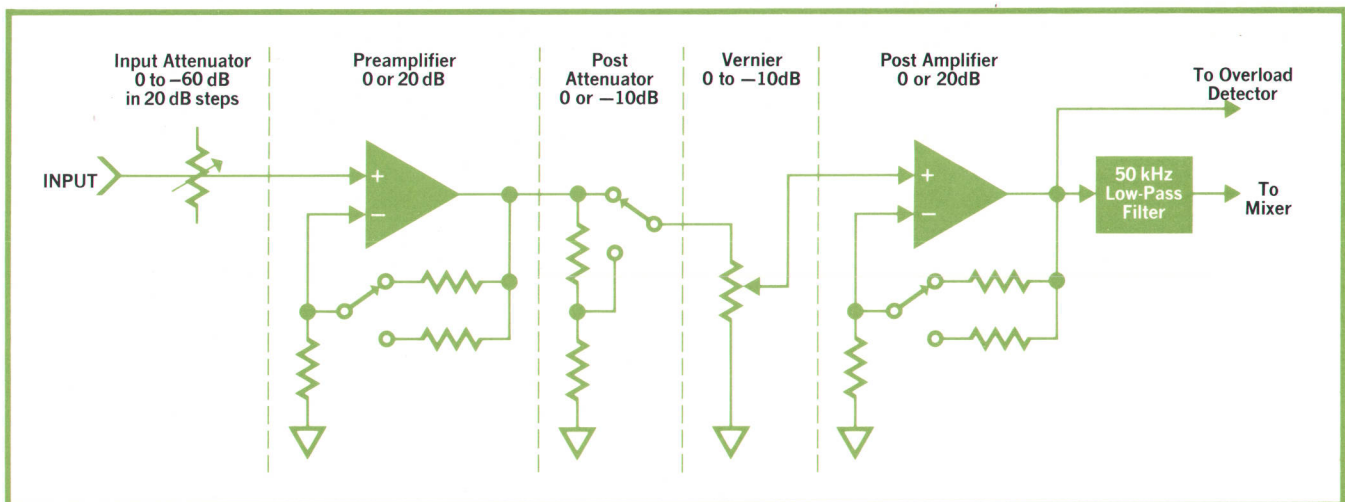 Input Attenuator
0 to −60 dB
in 20 dB steps
Preamplifier
0 or 20 dB
Post
Attenuator
0 or −10dB
Vernier
0 to −10dB
Post Amplifier
0 or 20dB
To Overload
Detector
INPUT
+
−
+
−
50 kHz
Low-Pass
Filter
To
Mixer